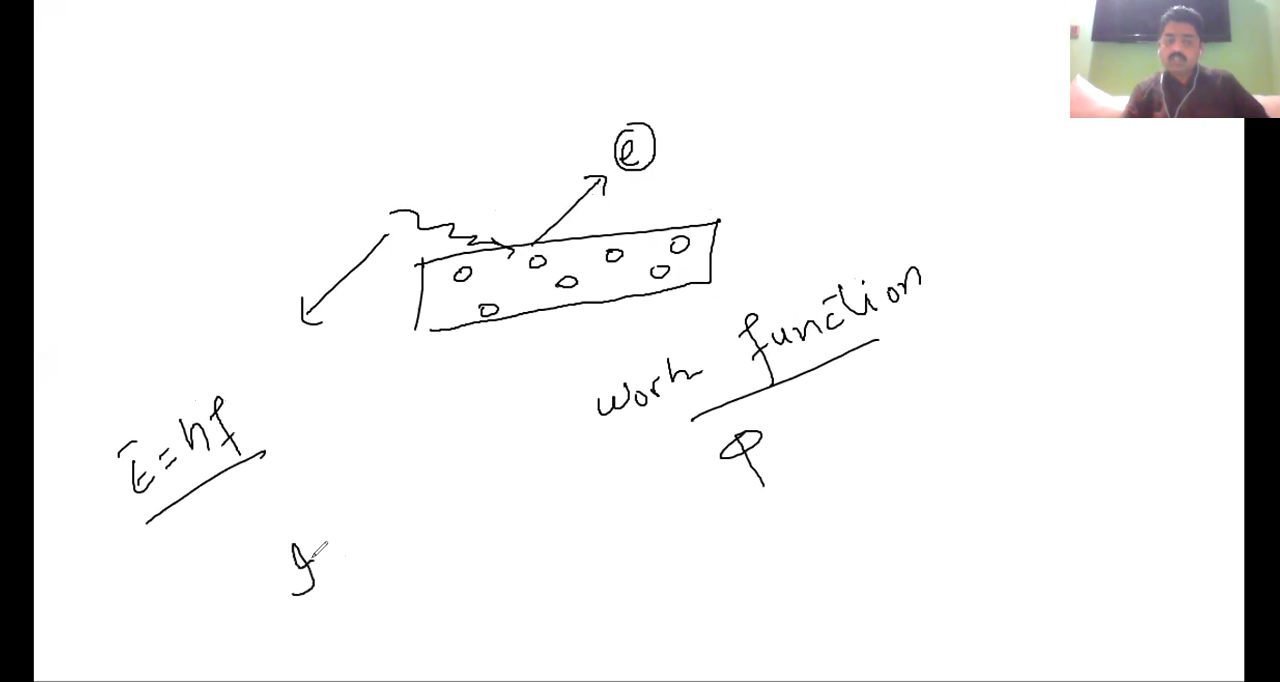 e
work function
φ
E = hf